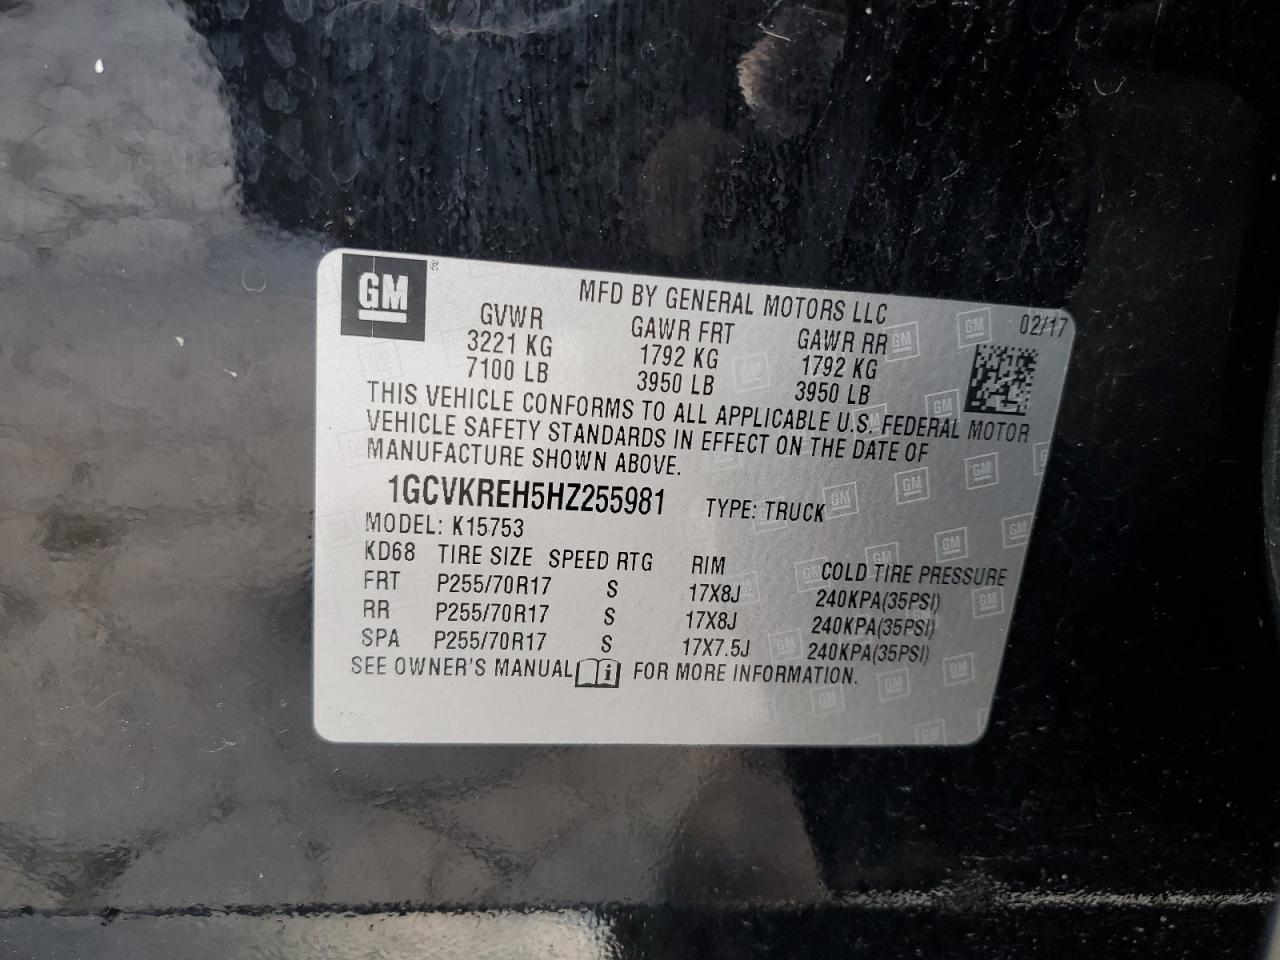 GM®
MFD BY GENERAL MOTORS LLC
02/17
GVWR GAWR FRT GAWR RR
3221 KG 1792 KG 1792 KG
7100 LB 3950 LB 3950 LB
THIS VEHICLE CONFORMS TO ALL APPLICABLE U.S. FEDERAL MOTOR
VEHICLE SAFETY STANDARDS IN EFFECT ON THE DATE OF
MANUFACTURE SHOWN ABOVE.
1GCVKREH5HZ255981 TYPE: TRUCK
MODEL: K15753
KD68 TIRE SIZE SPEED RTG RIM COLD TIRE PRESSURE
FRT P255/70R17 S 17X8J 240KPA(35PSI)
RR P255/70R17 S 17X8J 240KPA(35PSI)
SPA P255/70R17 S 17X7.5J 240KPA(35PSI)
SEE OWNER'S MANUAL i FOR MORE INFORMATION.